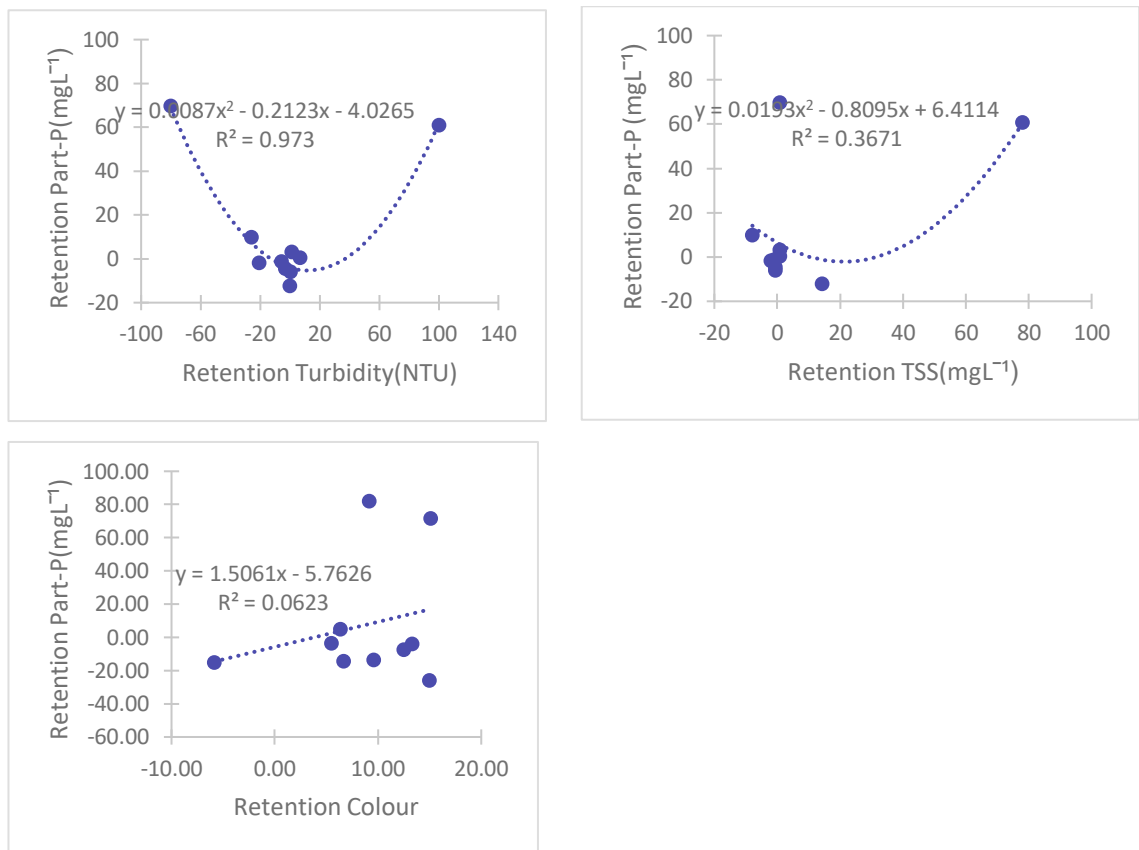 Retention Part-P(mgL⁻¹)
100
80
60
40
20
0
-20
y = 0.0087x² - 0.2123x - 4.0265
R² = 0.973
-100 -60 -20 20 60 100 140
Retention Turbidity(NTU)
Retention Part-P (mgL⁻¹)
100
80
60
40
20
0
-20
y = 0.0193x² - 0.8095x + 6.4114
R² = 0.3671
-20 0 20 40 60 80 100
Retention TSS(mgL⁻¹)
Retention Part-P(mgL⁻¹)
100.00
80.00
60.00
40.00
20.00
0.00
-20.00
-40.00
-60.00
y = 1.5061x - 5.7626
R² = 0.0623
-10.00 0.00 10.00 20.00
Retention Colour